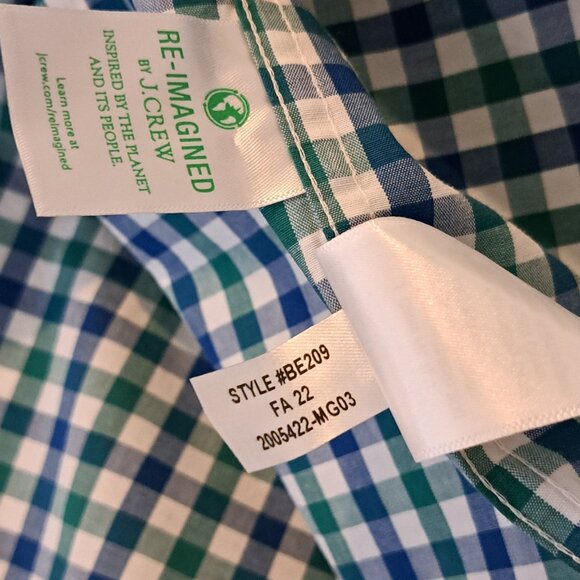 RE-IMAGINED
BY J.CREW
INSPIRED BY THE PLANET
AND ITS PEOPLE.
Learn more at
jcrew.com/reimagined
STYLE #BE209
FA 22
2005422-MG03